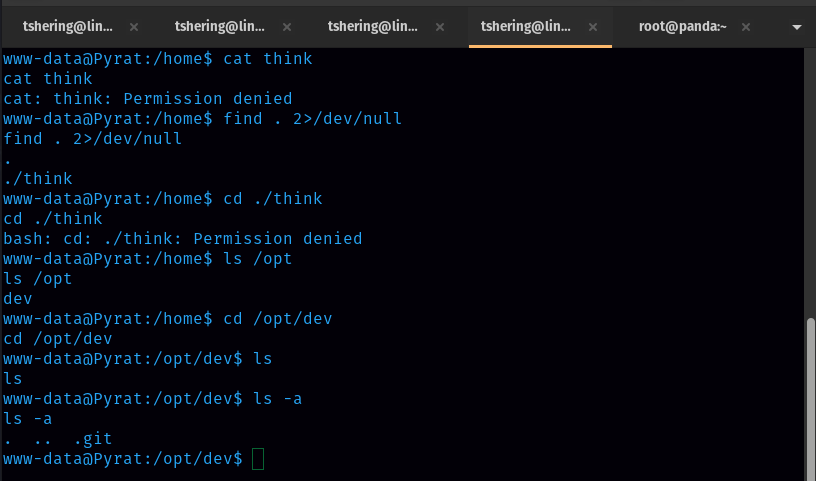 tshering@lin...  ×  tshering@lin...  ×  tshering@lin...  ×  tshering@lin...  ×  root@panda:~  ×
www-data@Pyrat:/home$ cat think
cat think
cat: think: Permission denied
www-data@Pyrat:/home$ find . 2>/dev/null
find . 2>/dev/null
.
./think
www-data@Pyrat:/home$ cd ./think
cd ./think
bash: cd: ./think: Permission denied
www-data@Pyrat:/home$ ls /opt
ls /opt
dev
www-data@Pyrat:/home$ cd /opt/dev
cd /opt/dev
www-data@Pyrat:/opt/dev$ ls
ls
www-data@Pyrat:/opt/dev$ ls -a
ls -a
.  ..  .git
www-data@Pyrat:/opt/dev$